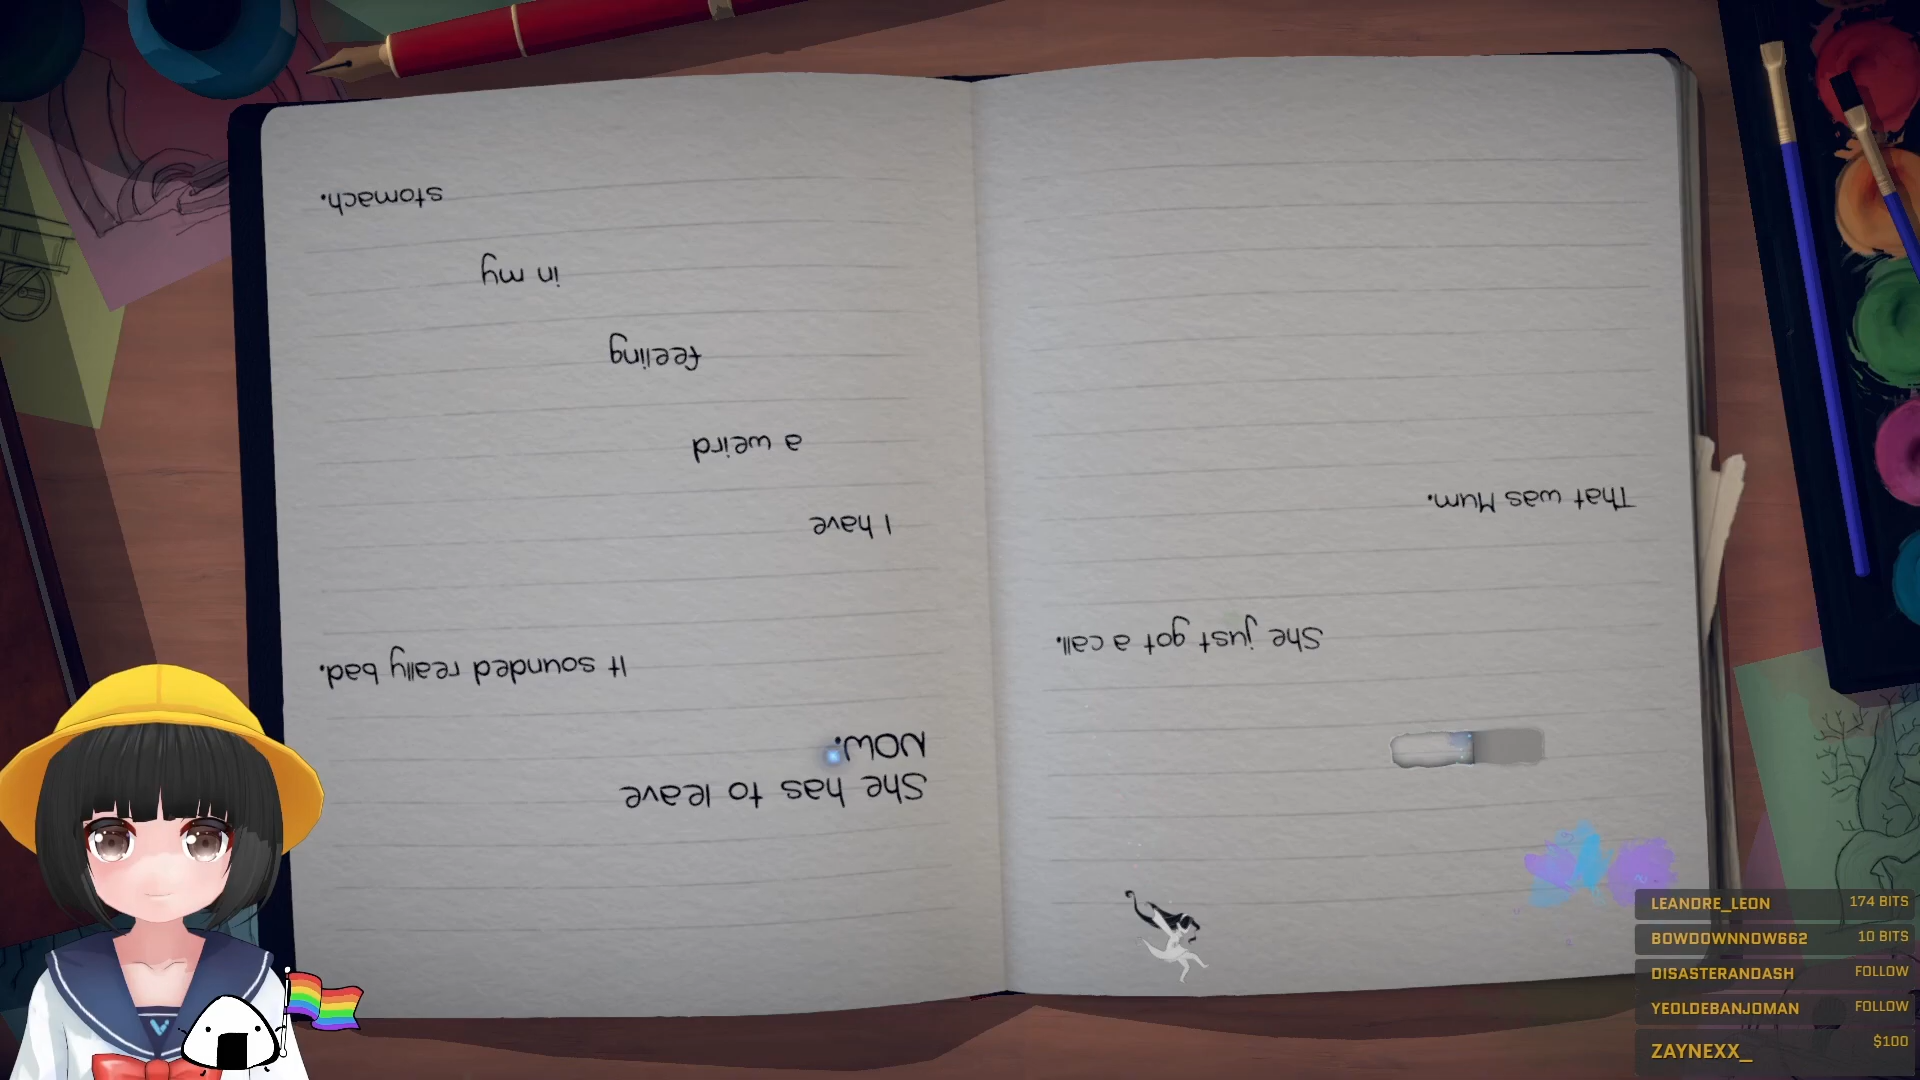 She just got a call.
That was Mum.
She has to leave
NOW.
It sounded really bad.
I have
a weird
feeling
in my
stomach.
LEANDRE_LEON 174 BITS
BOWDOWNNOW662 10 BITS
DISASTERANDASH FOLLOW
YEOLDEBANJOMAN FOLLOW
ZAYNEXX_ $100